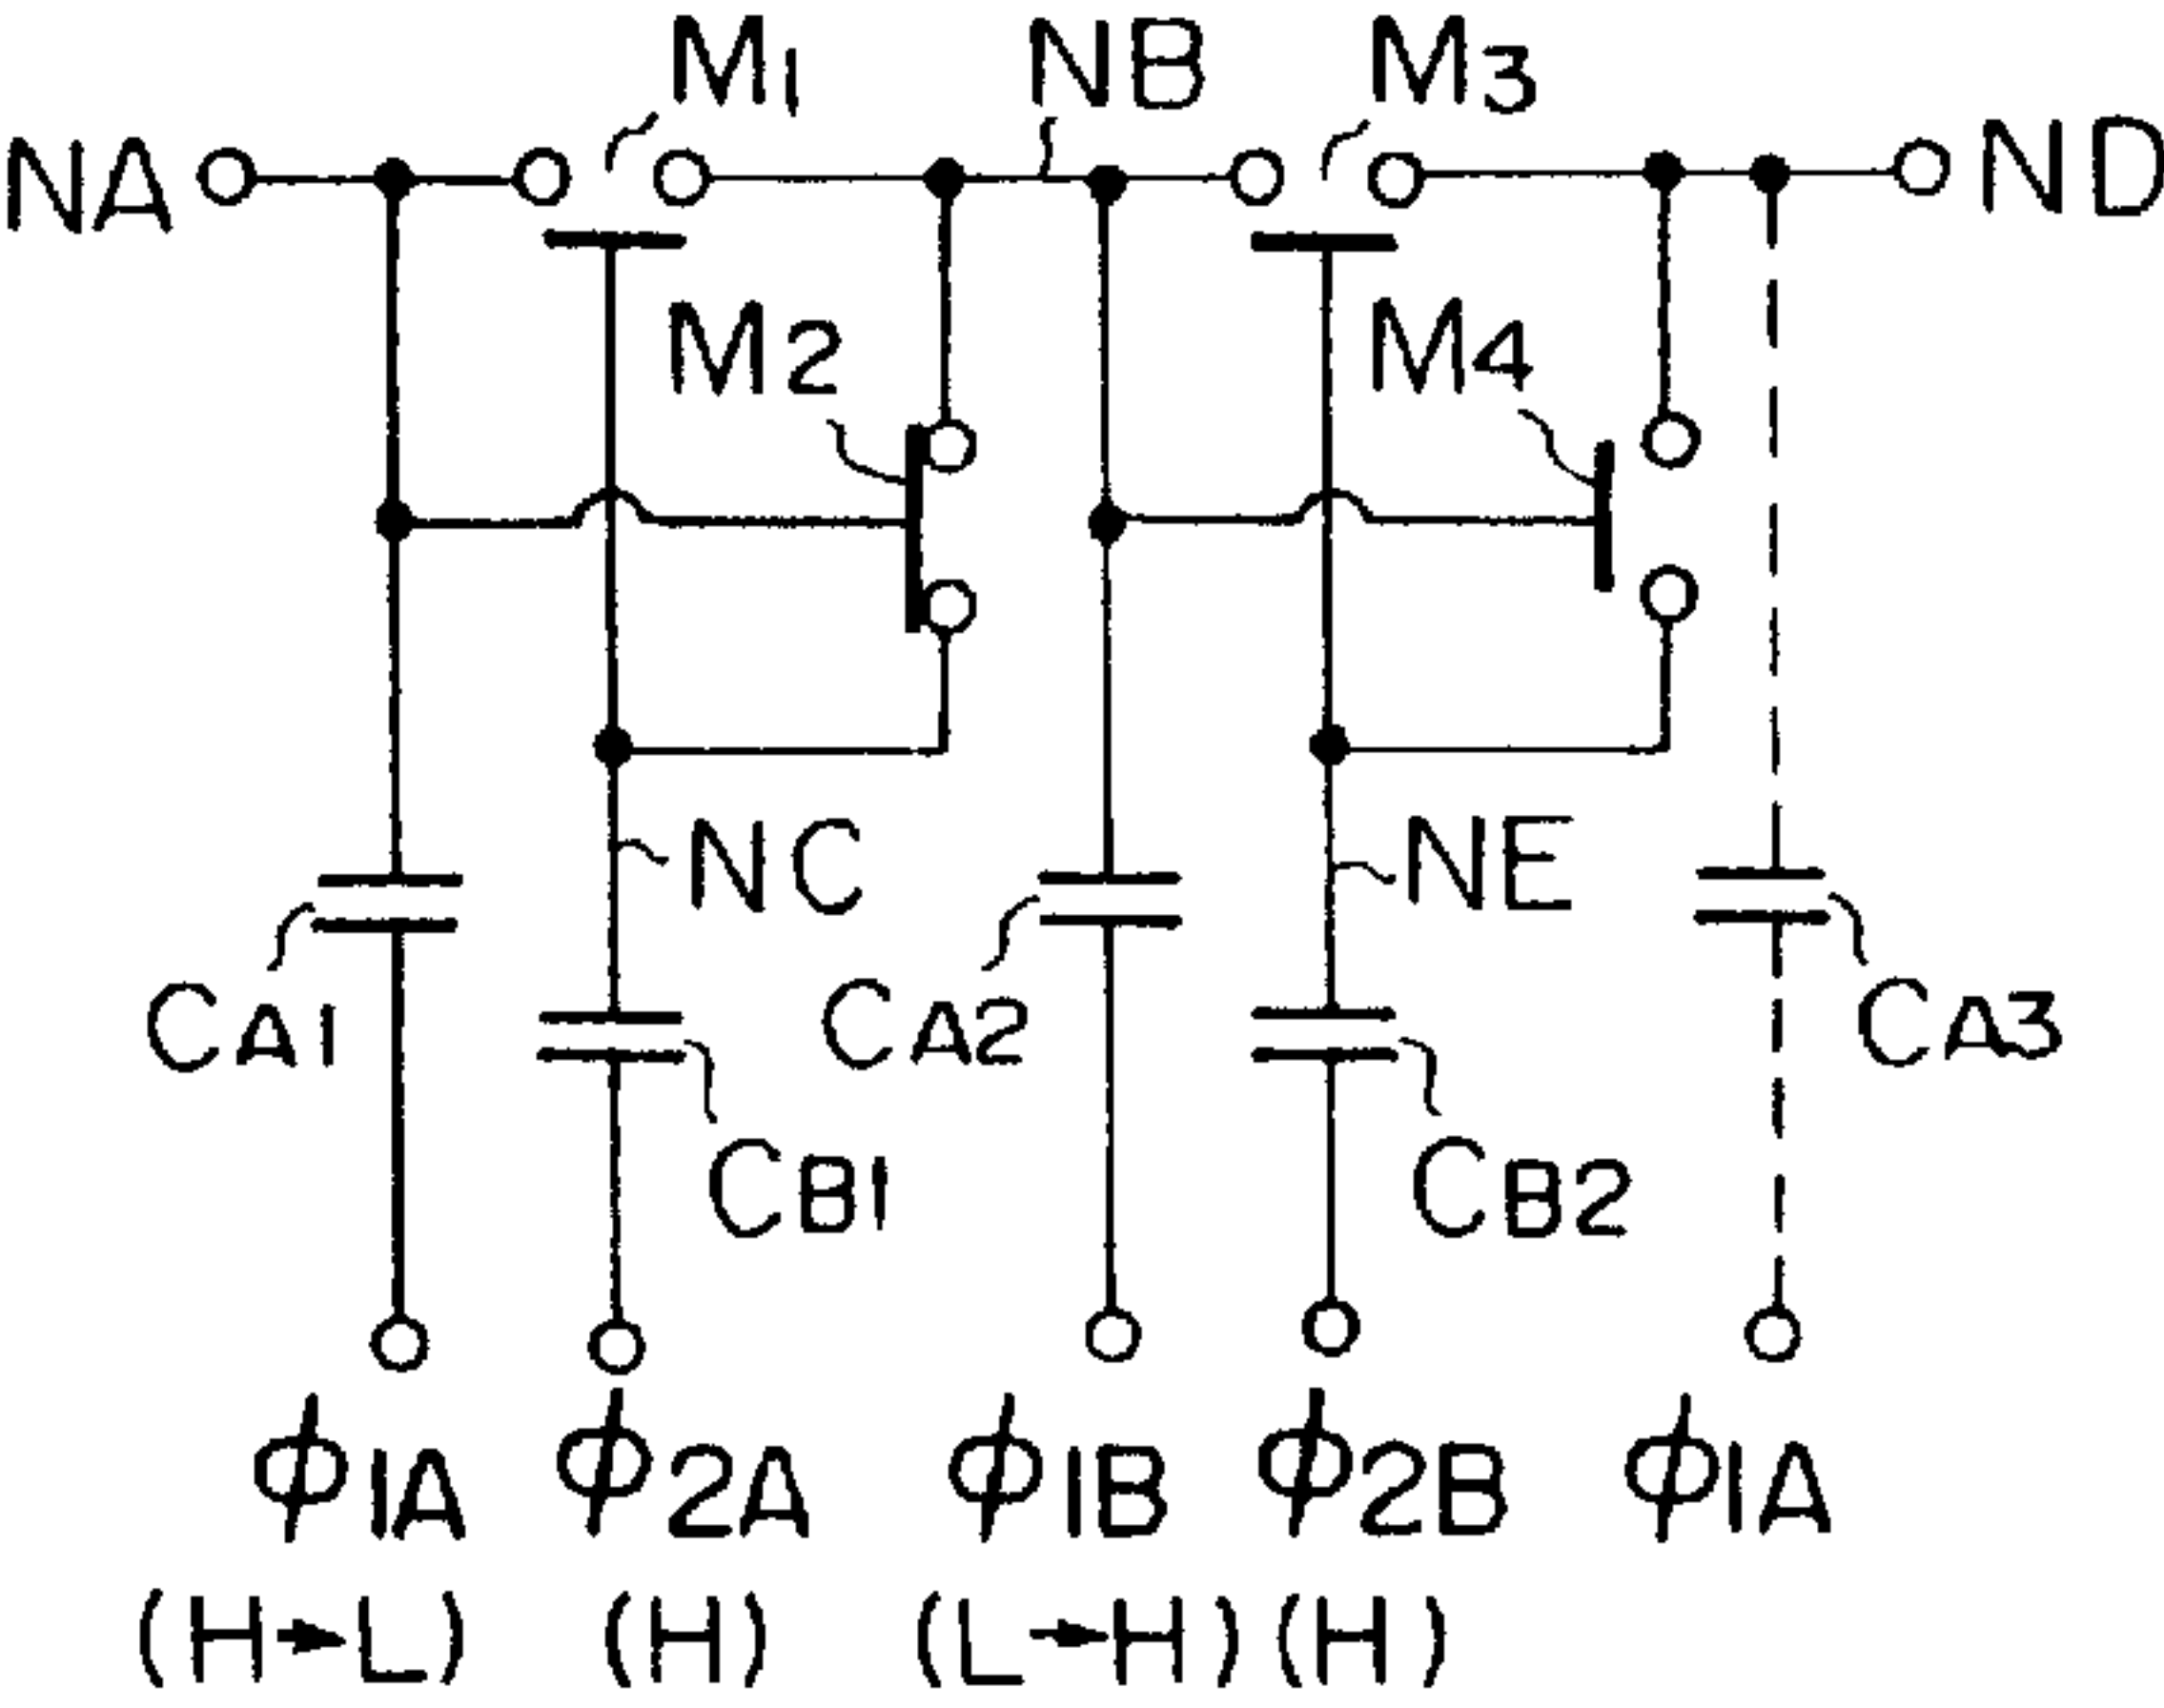 NA M1 NB M3 ND
M2 M4
NC NE
CA1 CA2 CA3
CB1 CB2
ϕ1A ϕ2A ϕ1B ϕ2B ϕ1A
(H→L) (H) (L→H) (H)